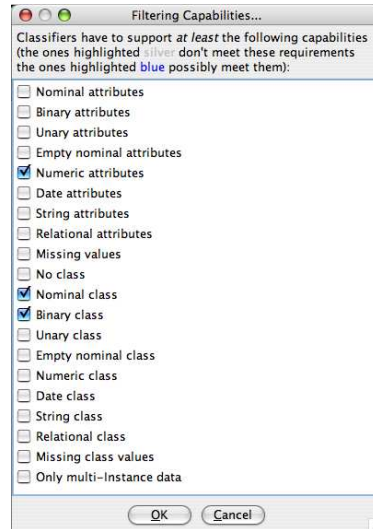 Filtering Capabilities...
Classifiers have to support at least the following capabilities
(the ones highlighted silver don't meet these requirements
the ones highlighted blue possibly meet them):
Nominal attributes
Binary attributes
Unary attributes
Empty nominal attributes
Numeric attributes
Date attributes
String attributes
Relational attributes
Missing values
No class
Nominal class
Binary class
Unary class
Empty nominal class
Numeric class
Date class
String class
Relational class
Missing class values
Only multi-Instance data
OK Cancel